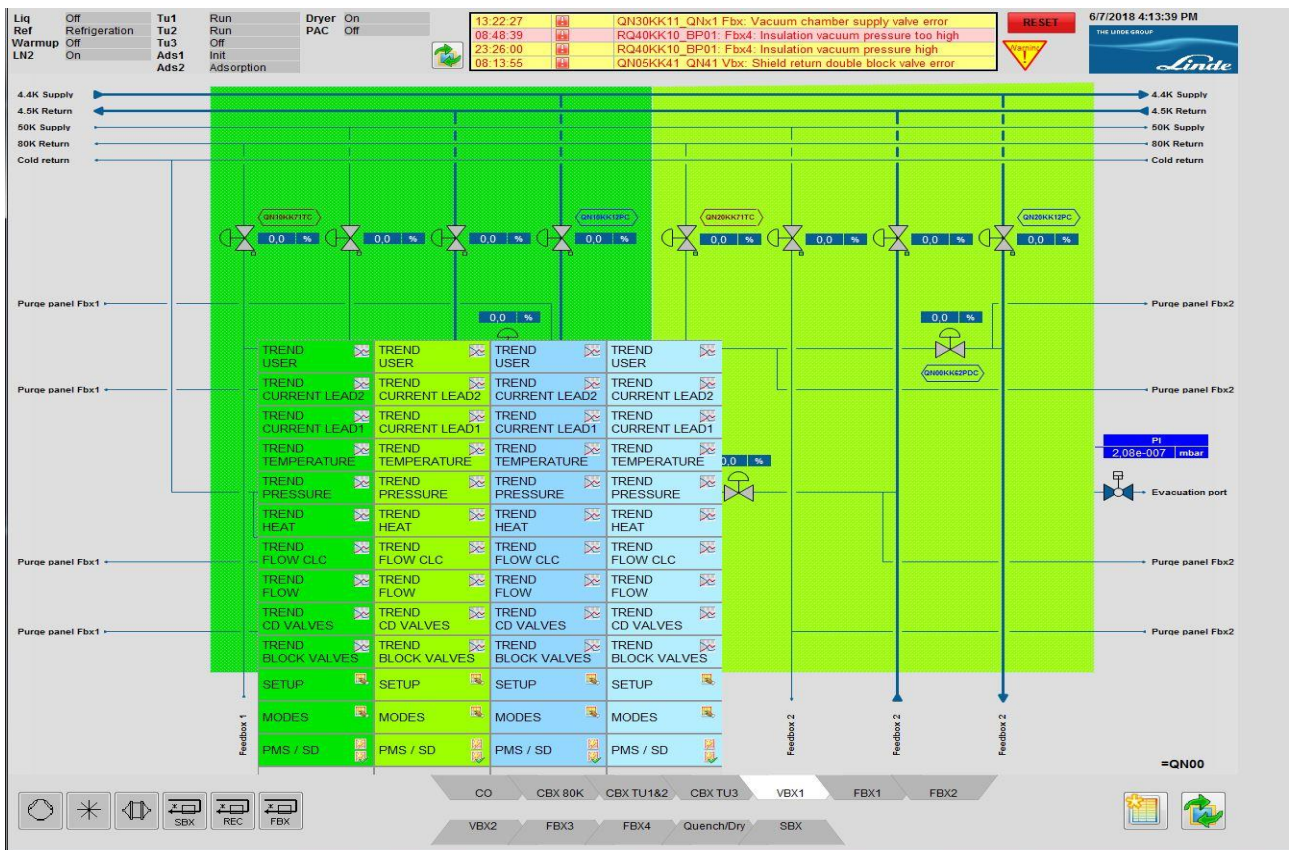 Liq Off Tu1 Run Dryer On
Ref Refrigeration Tu2 Run PAC Off
Warmup Off Tu3 Off
LN2 On Ads1 Init
Ads2 Adsorption
13:22:27 QN30KK11_QNx1 Fbx: Vacuum chamber supply valve error
08:48:39 RQ40KK10_BP01: Fbx4: Insulation vacuum pressure too high
23:26:00 RQ40KK10_BP01: Fbx4: Insulation vacuum pressure high
08:13:55 QN05KK41 QN41 Vbx: Shield return double block valve error
RESET
Warning
!
6/7/2018 4:13:39 PM
THE LINDE GROUP
Linde
4.4K Supply 4.4K Supply
4.5K Return 4.5K Return
50K Supply 50K Supply
80K Return 80K Return
Cold return Cold return
QN10KK71TC QN10KK12PC QN20KK71TC QN20KK12PC
0,0 % 0,0 % 0,0 % 0,0 % 0,0 % 0,0 % 0,0 % 0,0 %
Purge panel Fbx1 Purge panel Fbx2
0,0 % 0,0 %
QN00KK62PDC
Purge panel Fbx1 Purge panel Fbx2
PI
2,08e-007 mbar
0,0 %
Evacuation port
Purge panel Fbx1 Purge panel Fbx2
Purge panel Fbx1 Purge panel Fbx2
TREND TREND TREND TREND
USER USER USER USER
TREND TREND TREND TREND
CURRENT LEAD2 CURRENT LEAD2 CURRENT LEAD2 CURRENT LEAD2
TREND TREND TREND TREND
CURRENT LEAD1 CURRENT LEAD1 CURRENT LEAD1 CURRENT LEAD1
TREND TREND TREND TREND
TEMPERATURE TEMPERATURE TEMPERATURE TEMPERATURE
TREND TREND TREND TREND
PRESSURE PRESSURE PRESSURE PRESSURE
TREND TREND TREND TREND
HEAT HEAT HEAT HEAT
TREND TREND TREND TREND
FLOW CLC FLOW CLC FLOW CLC FLOW CLC
TREND TREND TREND TREND
FLOW FLOW FLOW FLOW
TREND TREND TREND TREND
CD VALVES CD VALVES CD VALVES CD VALVES
TREND TREND TREND TREND
BLOCK VALVES BLOCK VALVES BLOCK VALVES BLOCK VALVES
SETUP SETUP SETUP SETUP
MODES MODES MODES MODES
PMS / SD PMS / SD PMS / SD PMS / SD
Feedbox 1 Feedbox 2 Feedbox 2 Feedbox 2
=QN00
SBX REC FBX
CO CBX 80K CBX TU1&2 CBX TU3 VBX1 FBX1 FBX2
VBX2 FBX3 FBX4 Quench/Dry SBX